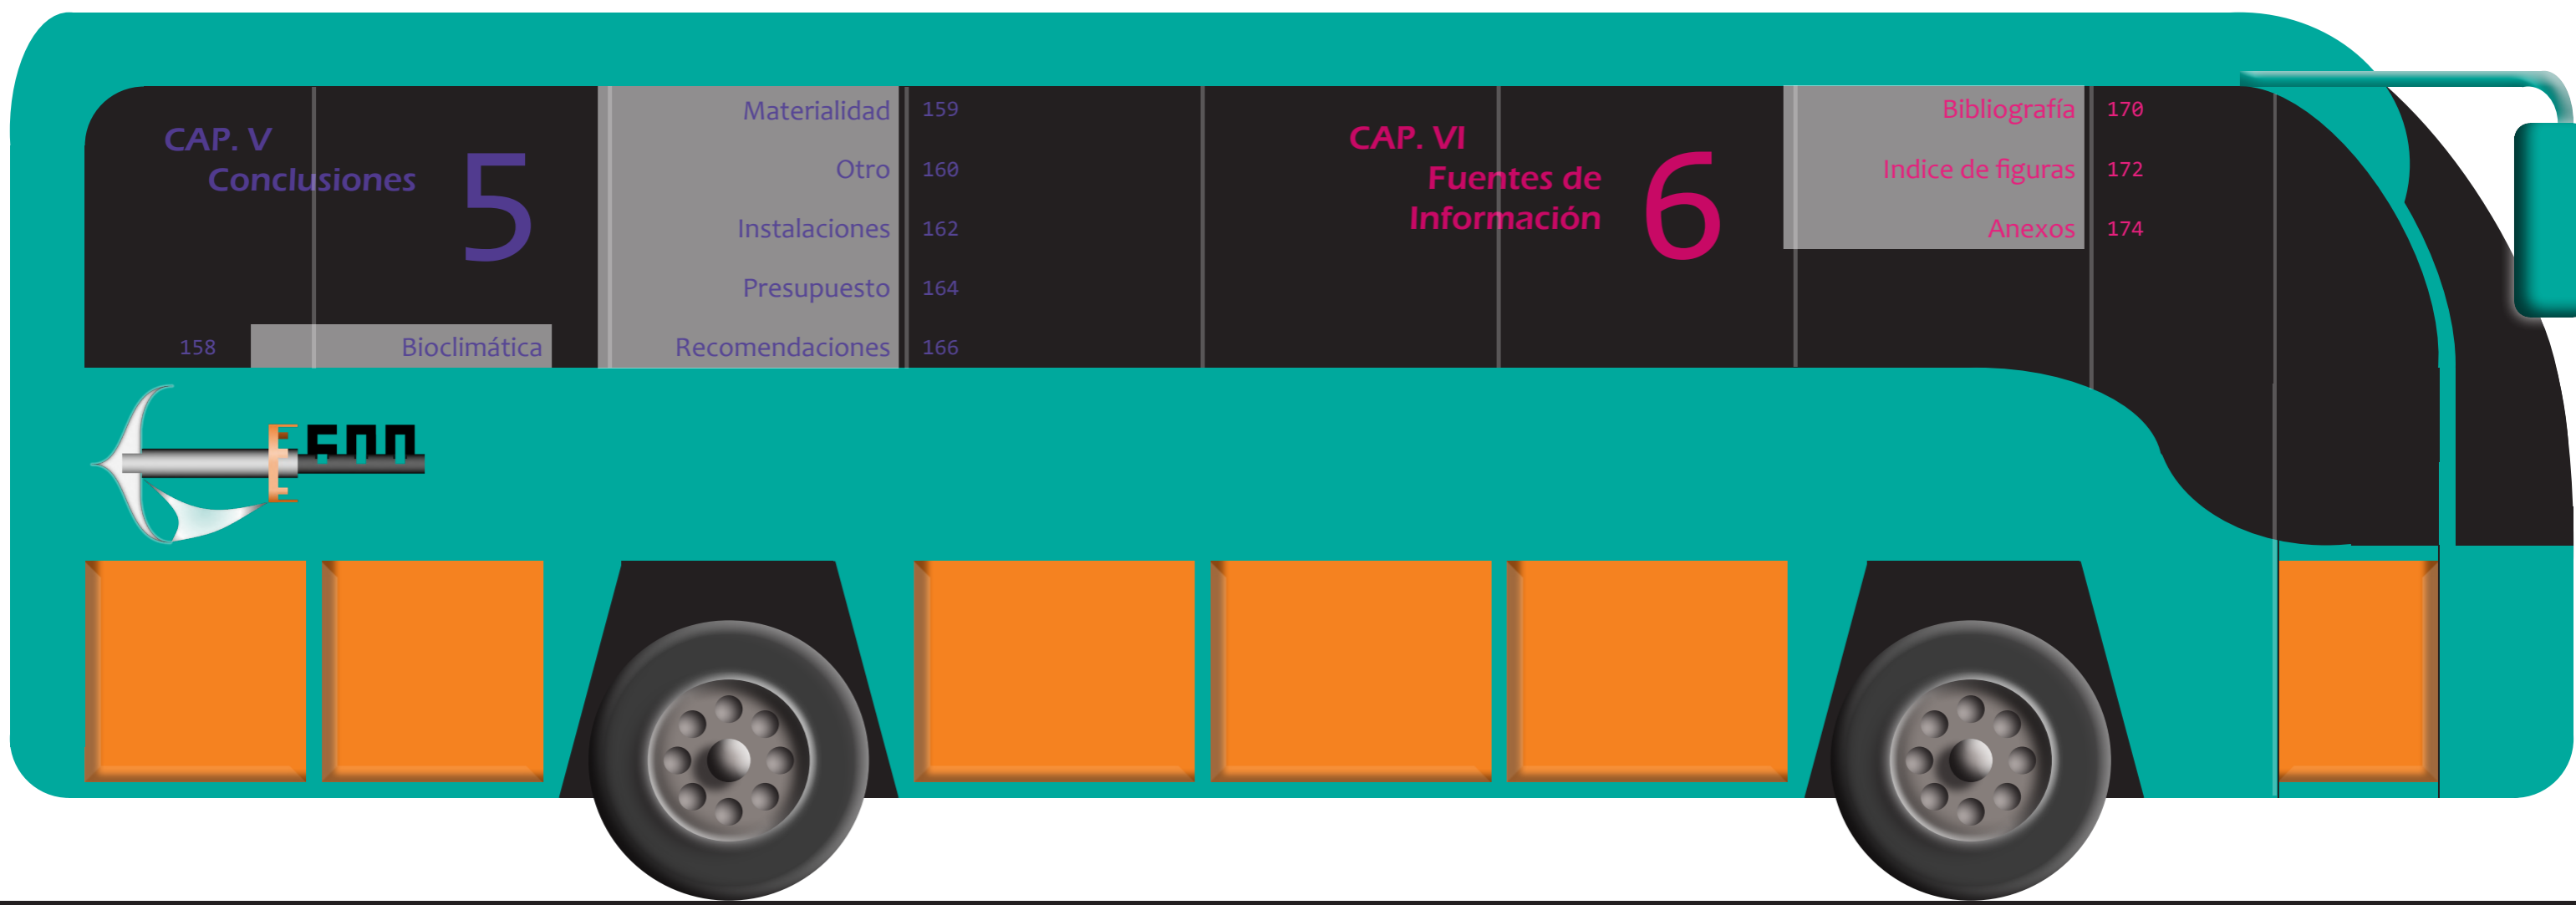 CAP. V
Conclusiones
5
158 Bioclimática
Materialidad 159
Otro 160
Instalaciones 162
Presupuesto 164
Recomendaciones 166
CAP. VI
Fuentes de
Información
6
Bibliografía 170
Indice de figuras 172
Anexos 174